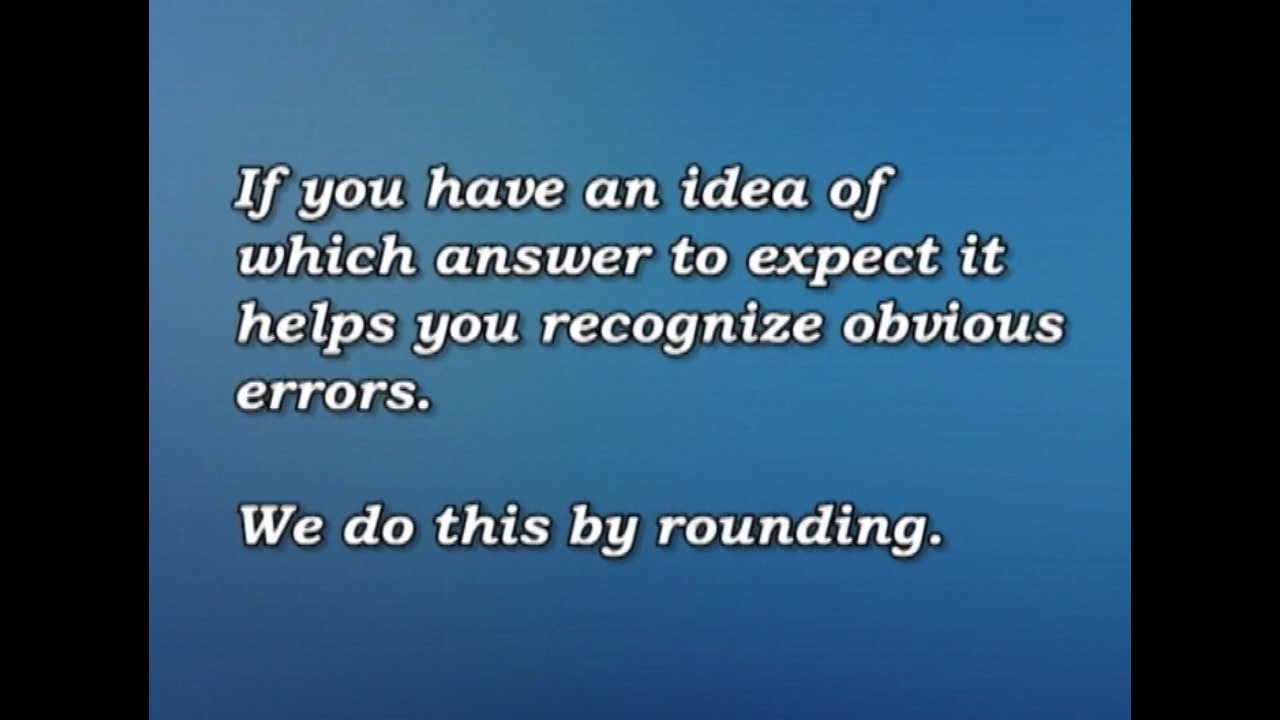 If you have an idea of
which answer to expect it
helps you recognize obvious
errors.
We do this by rounding.